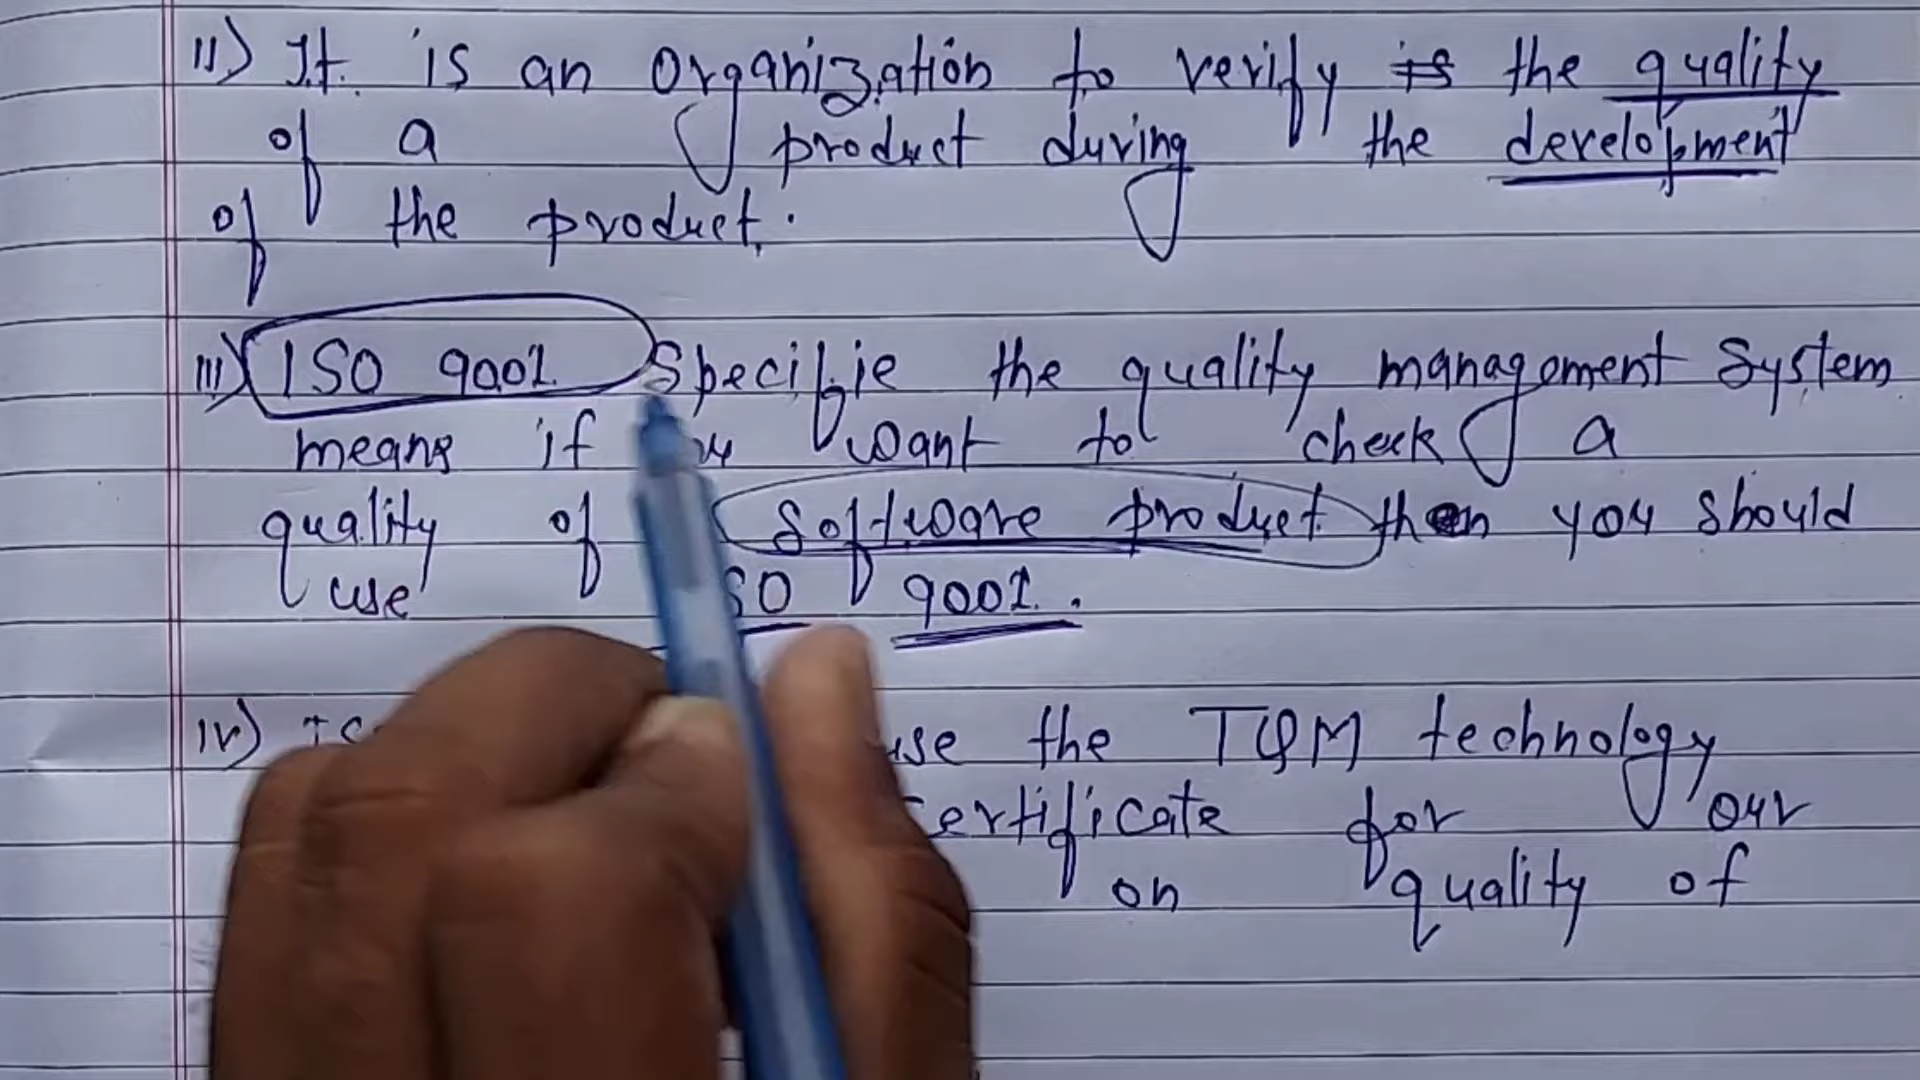 II) It is an Organization to verify is the quality
of a product during the development
of the product.
III) ISO 9001 Specifie the quality management System
means if want to check a
quality of Software product then you should
use 9001.
IV) the TQM technology
for our
on quality of